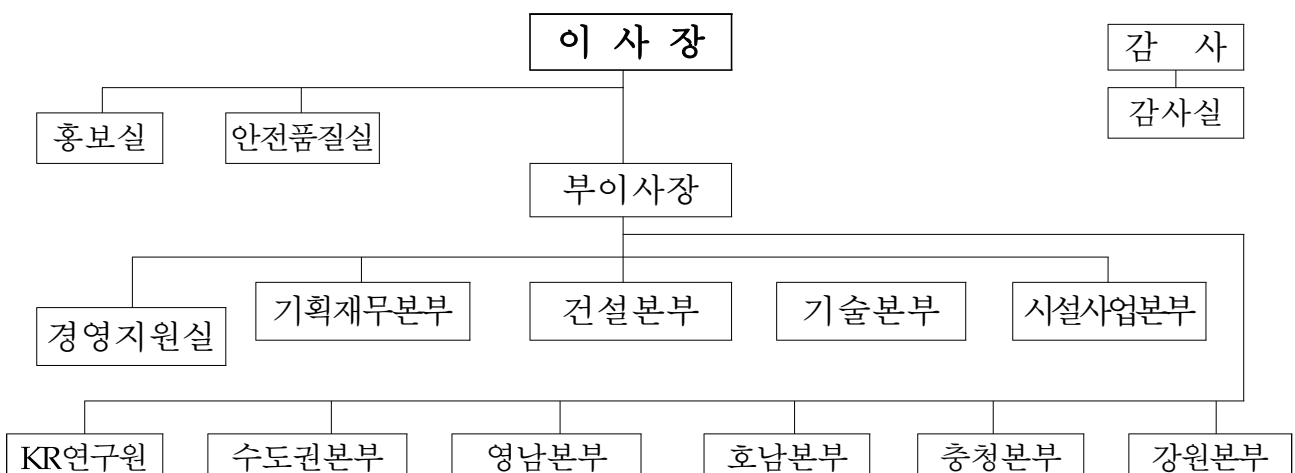 이 사 장
감 사
감사실
홍보실
안전품질실
부이사장
경영지원실
기획재무본부
건설본부
기술본부
시설사업본부
KR연구원
수도권본부
영남본부
호남본부
충청본부
강원본부